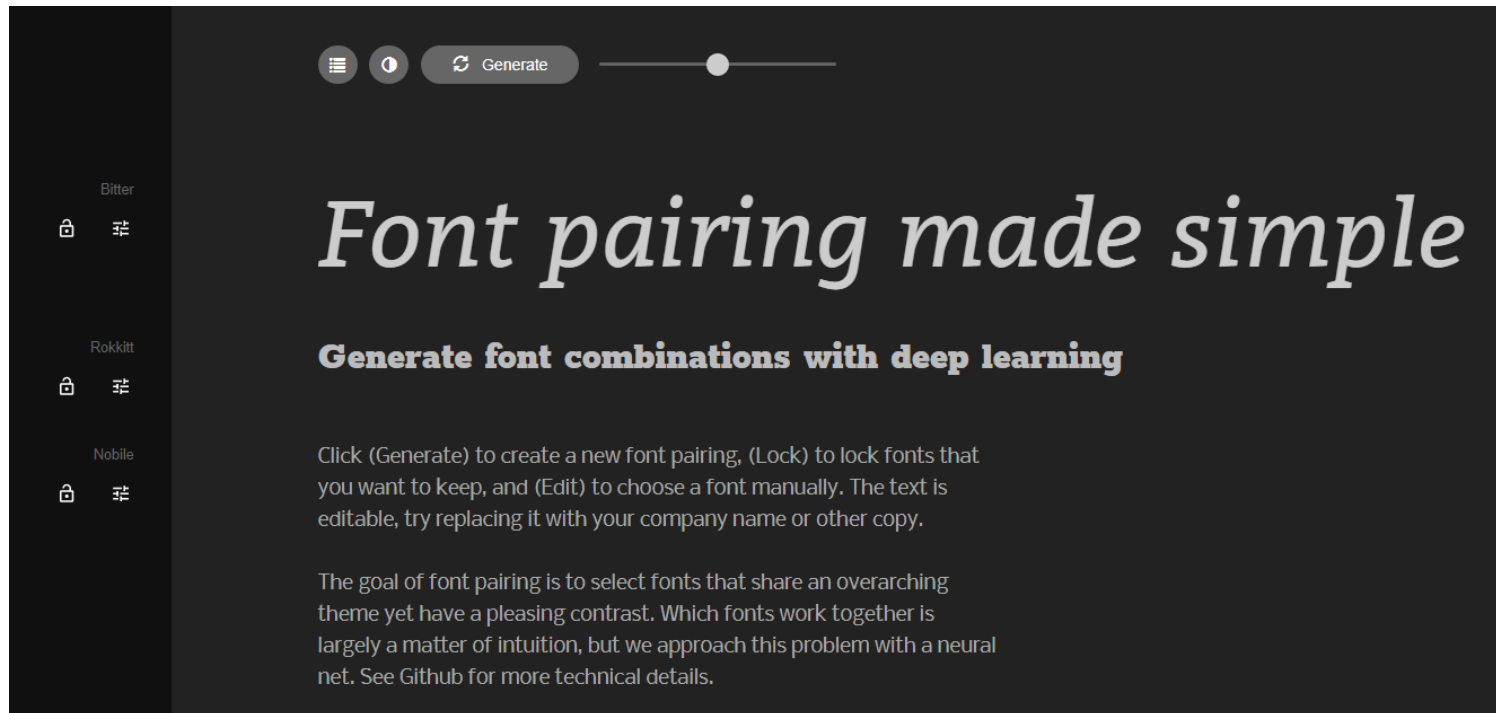 Generate
Bitter
Font pairing made simple
Rokkitt
Generate font combinations with deep learning
Nobile
Click (Generate) to create a new font pairing, (Lock) to lock fonts that
you want to keep, and (Edit) to choose a font manually. The text is
editable, try replacing it with your company name or other copy.
The goal of font pairing is to select fonts that share an overarching
theme yet have a pleasing contrast. Which fonts work together is
largely a matter of intuition, but we approach this problem with a neural
net. See Github for more technical details.